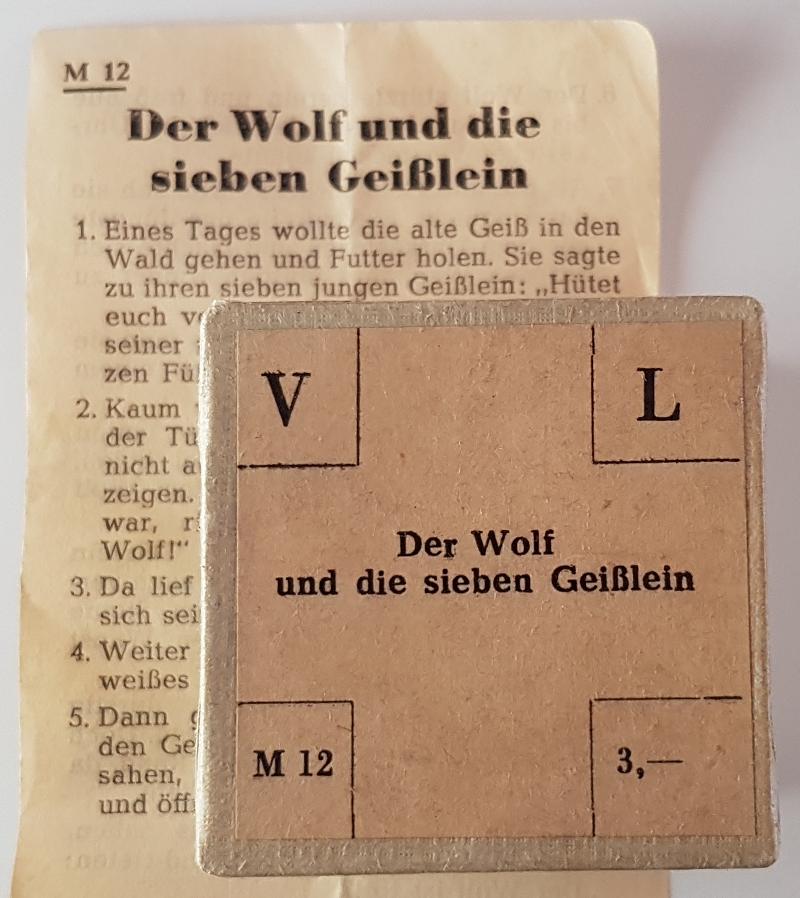 M 12
Der Wolf und die
sieben Geißlein
1. Eines Tages wollte die alte Geiß in den
Wald gehen und Futter holen. Sie sagte
zu ihren sieben jungen Geißlein: „Hütet
euch
seiner
zen
2. Kaum
der
nicht
zeigen.
war,
Wolf!“
3. Da lief
sich
4. Weiter
weißes
5. Dann
den
sahen,
und
V L
Der Wolf
und die sieben Geißlein
M 12 3,—